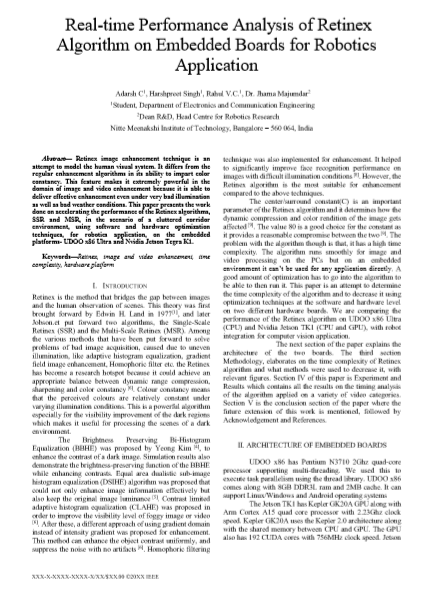 Real-time Performance Analysis of Retinex
Algorithm on Embedded Boards for Robotics
Application
Adarsh C¹, Harshpreet Singh¹, Rahul V.C.¹, Dr. Jharna Majumdar²
¹Student, Department of Electronics and Communication Engineering
²Dean R&D, Head Centre for Robotics Research
Nitte Meenakshi Institute of Technology, Bangalore – 560 064, India
Abstract— Retinex image enhancement technique is an
attempt to model the human visual system. It differs from the
regular enhancement algorithms in its ability to impart color
constancy. This feature makes it extremely powerful in the
domain of image and video enhancement because it is able to
deliver effective enhancement even under very bad illumination
as well as bad weather conditions. This paper presents the work
done on accelerating the performance of the Retinex algorithms,
SSR and MSR, in the scenario of a cluttered corridor
environment, using software and hardware optimization
techniques, for robotics application, on the embedded
platforms- UDOO x86 Ultra and Nvidia Jetson Tegra K1.
Keywords—Retinex, image and video enhancement, time
complexity, hardware platform
I. INTRODUCTION
Retinex is the method that bridges the gap between images
and the human observation of scenes. This theory was first
brought forward by Edwin H. Land in 1977[1], and later
Jobson.et put forward two algorithms, the Single-Scale
Retinex (SSR) and the Multi-Scale Retinex (MSR). Among
the various methods that have been put forward to solve
problems of bad image acquisition, caused due to uneven
illumination, like adaptive histogram equalization, gradient
field image enhancement, Homophobic filter etc. the Retinex
has become a research hotspot because it could achieve an
appropriate balance between dynamic range compression,
sharpening and color constancy. Colour constancy means
that the perceived colours are relatively constant under
varying illumination conditions. This is a powerful algorithm
especially for the visibility improvement of the dark regions
which makes it useful for processing the scenes of a dark
environment.
The Brightness Preserving Bi-Histogram
Equalization (BBHE) was proposed by Yeong Kim, to
enhance the contrast of a dark image. Simulation results also
demonstrate the brightness-preserving function of the BBHE
while enhancing contrasts. Equal area dualistic sub-image
histogram equalization (DSIHE) algorithm was proposed that
could not only enhance image information effectively but
also keep the original image luminance. Contrast limited
adaptive histogram equalization (CLAHE) was proposed in
order to improve the visibility level of foggy image or video
After these, a different approach of using gradient domain
instead of intensity gradient was proposed for enhancement.
This method can enhance the object contrast uniformly, and
suppress the noise with no artifacts. Homophobic filtering
XXX-X-XXXX-XXXX-X/XX/$XX.00 ©20XX IEEE
technique was also implemented for enhancement. It helped
to significantly improve face recognition performance on
images with difficult illumination conditions. However, the
Retinex algorithm is the most suitable for enhancement
compared to the above techniques.
The center/surround constant(C) is an important
parameter of the Retinex algorithm and it determines how the
dynamic compression and color rendition of the image gets
affected. The value 80 is a good choice for the constant as
it provides a reasonable compromise between the two. The
problem with the algorithm though is that, it has a high time
complexity. The algorithm runs smoothly for image and
video processing on the PCs but on an embedded
environment it can't be used for any application directly. A
good amount of optimization has to go into the algorithm to
be able to then run it. This paper is an attempt to determine
the time complexity of the algorithm and to decrease it using
optimization techniques at the software and hardware level
on two different hardware boards. We are comparing the
performance of the Retinex algorithm on UDOO x86 Ultra
(CPU) and Nvidia Jetson TK1 (CPU and GPU), with robot
integration for computer vision application.
The next section of the paper explains the
architecture of the two boards. The third section
Methodology, elaborates on the time complexity of Retinex
algorithm and what methods were used to decrease it, with
relevant figures. Section IV of this paper is Experiment and
Results which contains all the results on the timing analysis
of the algorithm applied on a variety of video categories.
Section V is the conclusion section of the paper where the
future extension of this work is mentioned, followed by
Acknowledgement and References.
II. ARCHITECTURE OF EMBEDDED BOARDS
UDOO x86 has Pentium N3710 2Ghz quad-core
processor supporting multi-threading. We used this to
execute task parallelism using the thread library. UDOO x86
comes along with 8GB DDR3L ram and 2MB cache. It can
support Linux/Windows and Android operating systems
The Jetson TK1 has Kepler GK20A GPU along with
Arm Cortex A15 quad core processor with 2.23Ghz clock
speed. Kepler GK20A uses the Kepler 2.0 architecture along
with the shared memory between CPU and GPU. The GPU
also has 192 CUDA cores with 756MHz clock speed. Jetson